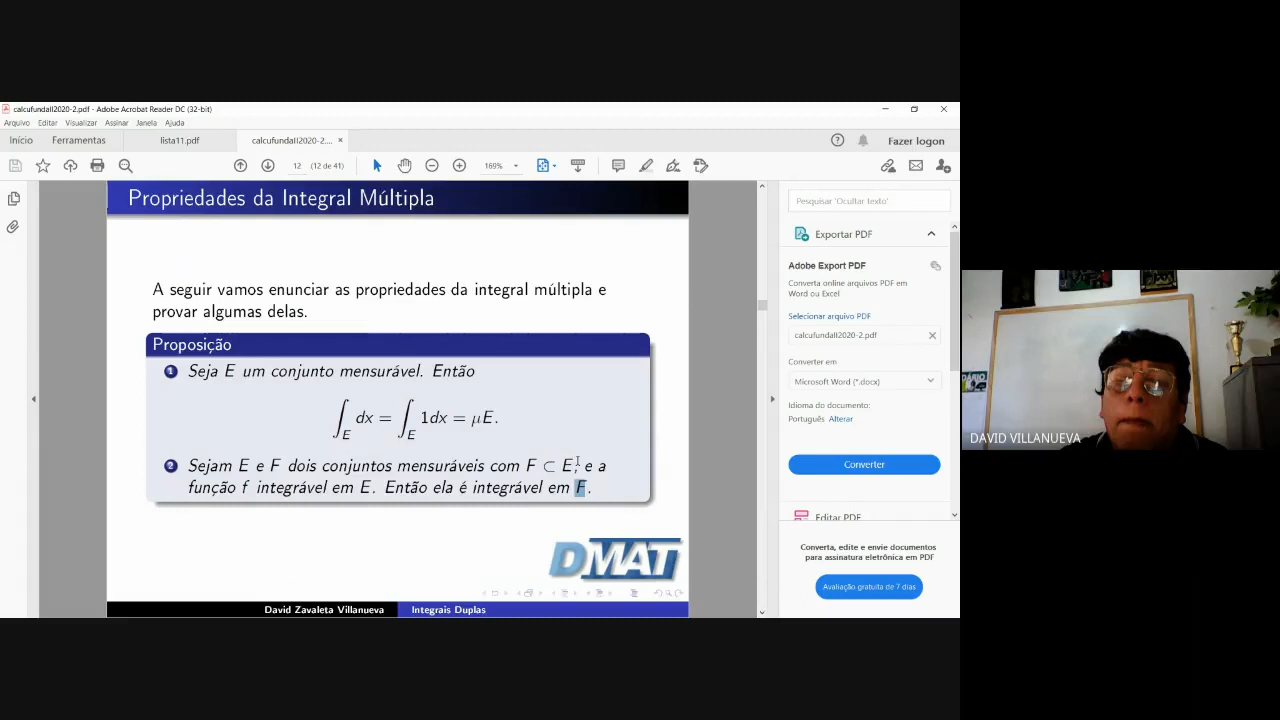 calcufundaII2020-2.pdf - Adobe Acrobat Reader DC (32-bit)
Arquivo Editar Visualizar Assinar Janela Ajuda
Início Ferramentas lista11.pdf calcufundaII2020-2.... × Fazer logon
12 (12 de 41) 169%
Propriedades da Integral Múltipla
A seguir vamos enunciar as propriedades da integral múltipla e
provar algumas delas.
Proposição
1 Seja E um conjunto mensurável. Então
∫_E dx = ∫_E 1dx = μE.
2 Sejam E e F dois conjuntos mensuráveis com F ⊂ E, e a
função f integrável em E. Então ela é integrável em F.
DMAT
David Zavaleta Villanueva Integrais Duplas
Pesquisar 'Ocultar texto'
Exportar PDF
Adobe Export PDF
Converta online arquivos PDF em
Word ou Excel
Selecionar arquivo PDF
calcufundaII2020-2.pdf
Converter em
Microsoft Word (*.docx)
Idioma do documento:
Português Alterar
Converter
Editar PDF
Converta, edite e envie documentos
para assinatura eletrônica em PDF
Avaliação gratuita de 7 dias
DAVID VILLANUEVA